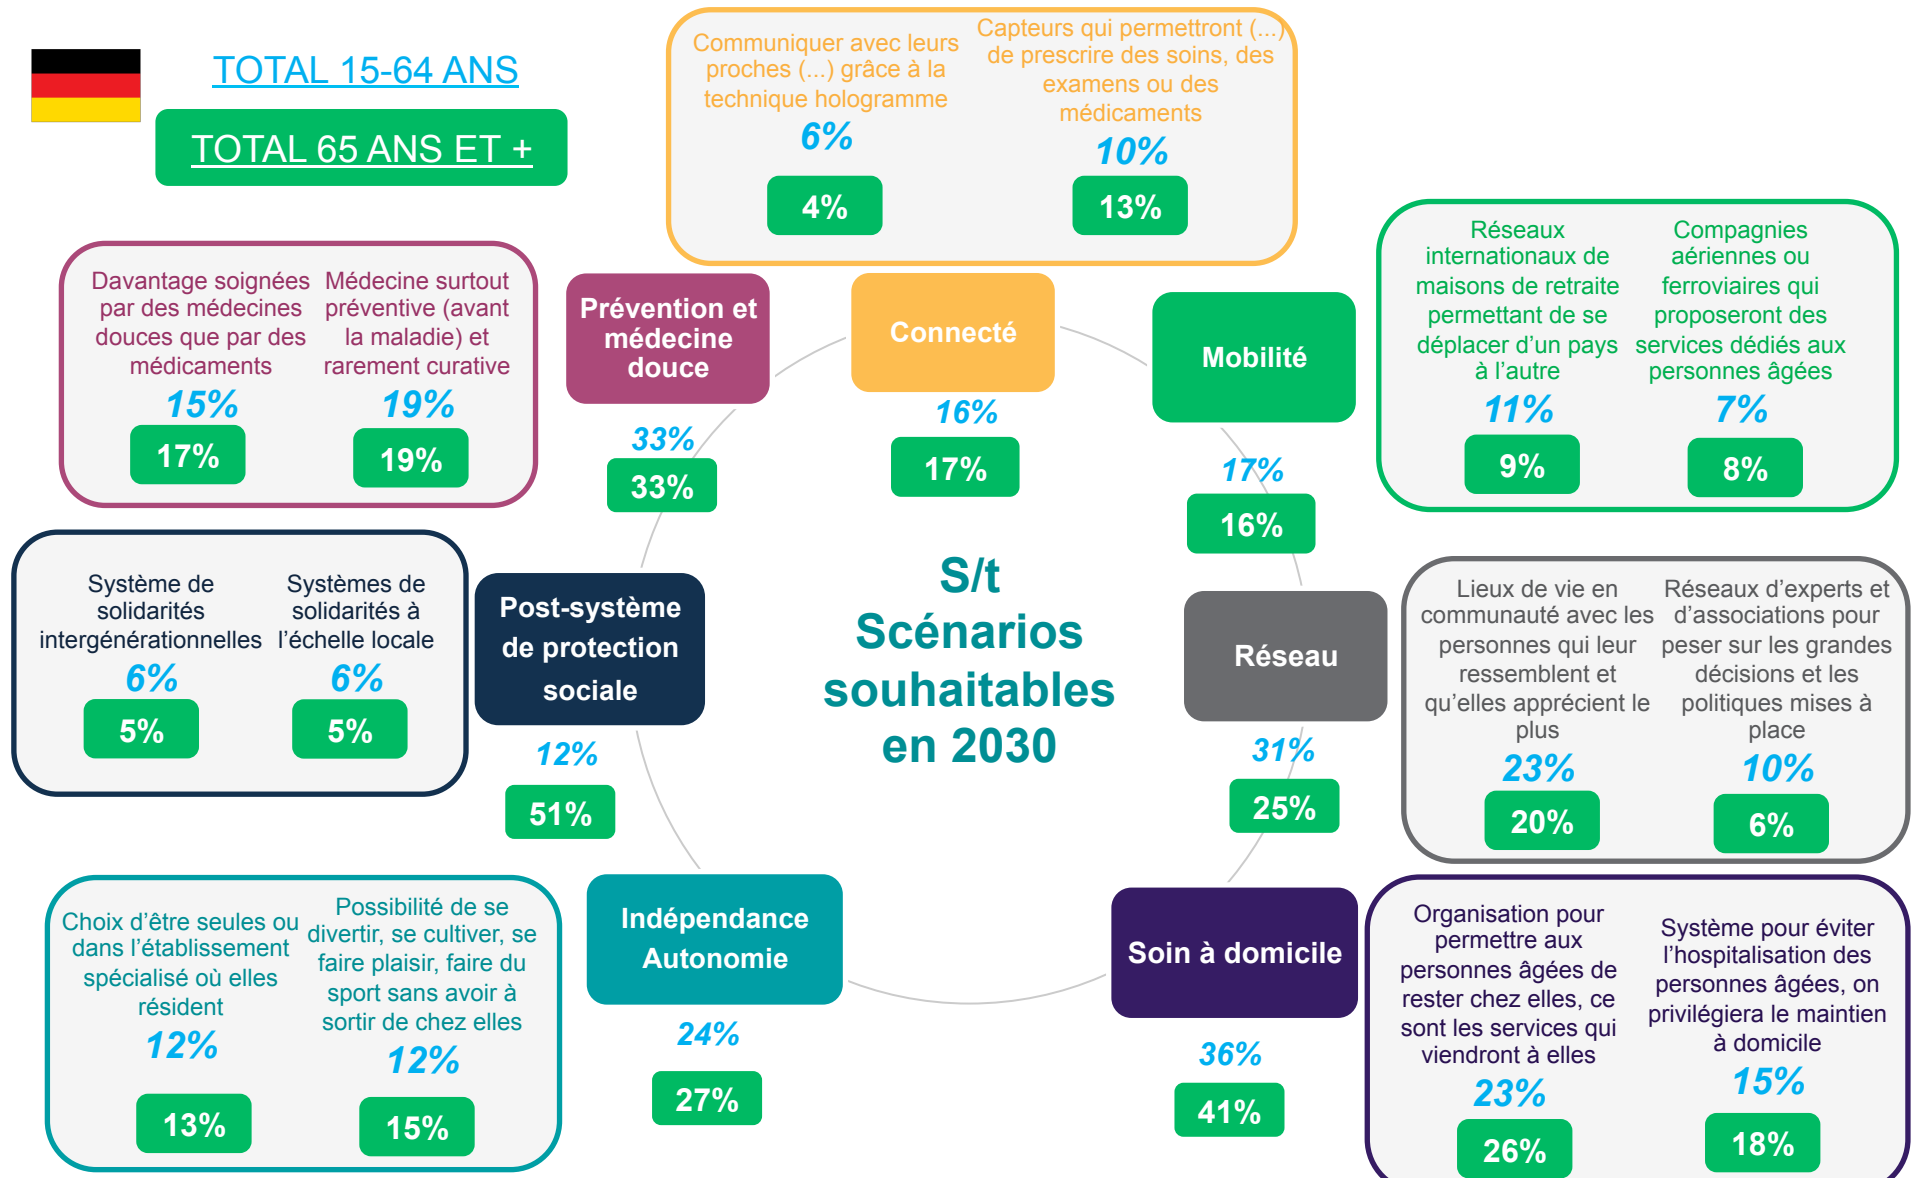 TOTAL 15-64 ANS
TOTAL 65 ANS ET +
Communiquer avec leurs
proches (...) grâce à la
technique hologramme
6%
4%
Capteurs qui permettront (...)
de prescrire des soins, des
examens ou des
médicaments
10%
13%
Davantage soignées
par des médecines
douces que par des
médicaments
15%
17%
Médecine surtout
préventive (avant
la maladie) et
rarement curative
19%
19%
Prévention et
médecine
douce
33%
33%
Connecté
16%
17%
Mobilité
17%
16%
Réseaux
internationaux de
maisons de retraite
permettant de se
déplacer d’un pays
à l’autre
11%
9%
Compagnies
aériennes ou
ferroviaires qui
proposeront des
services dédiés aux
personnes âgées
7%
8%
Système de
solidarités
intergénérationnelles
6%
5%
Systèmes de
solidarités à
l’échelle locale
6%
5%
Post-système
de protection
sociale
12%
51%
S/t
Scénarios
souhaitables
en 2030
Réseau
31%
25%
Lieux de vie en
communauté avec les
personnes qui leur
ressemblent et
qu’elles apprécient le
plus
23%
20%
Réseaux d’experts et
d’associations pour
peser sur les grandes
décisions et les
politiques mises à
place
10%
6%
Choix d’être seules ou
dans l’établissement
spécialisé où elles
résident
12%
13%
Possibilité de se
divertir, se cultiver, se
faire plaisir, faire du
sport sans avoir à
sortir de chez elles
12%
15%
Indépendance
Autonomie
24%
27%
Soin à domicile
36%
41%
Organisation pour
permettre aux
personnes âgées de
rester chez elles, ce
sont les services qui
viendront à elles
23%
26%
Système pour éviter
l’hospitalisation des
personnes âgées, on
privilégiera le maintien
à domicile
15%
18%